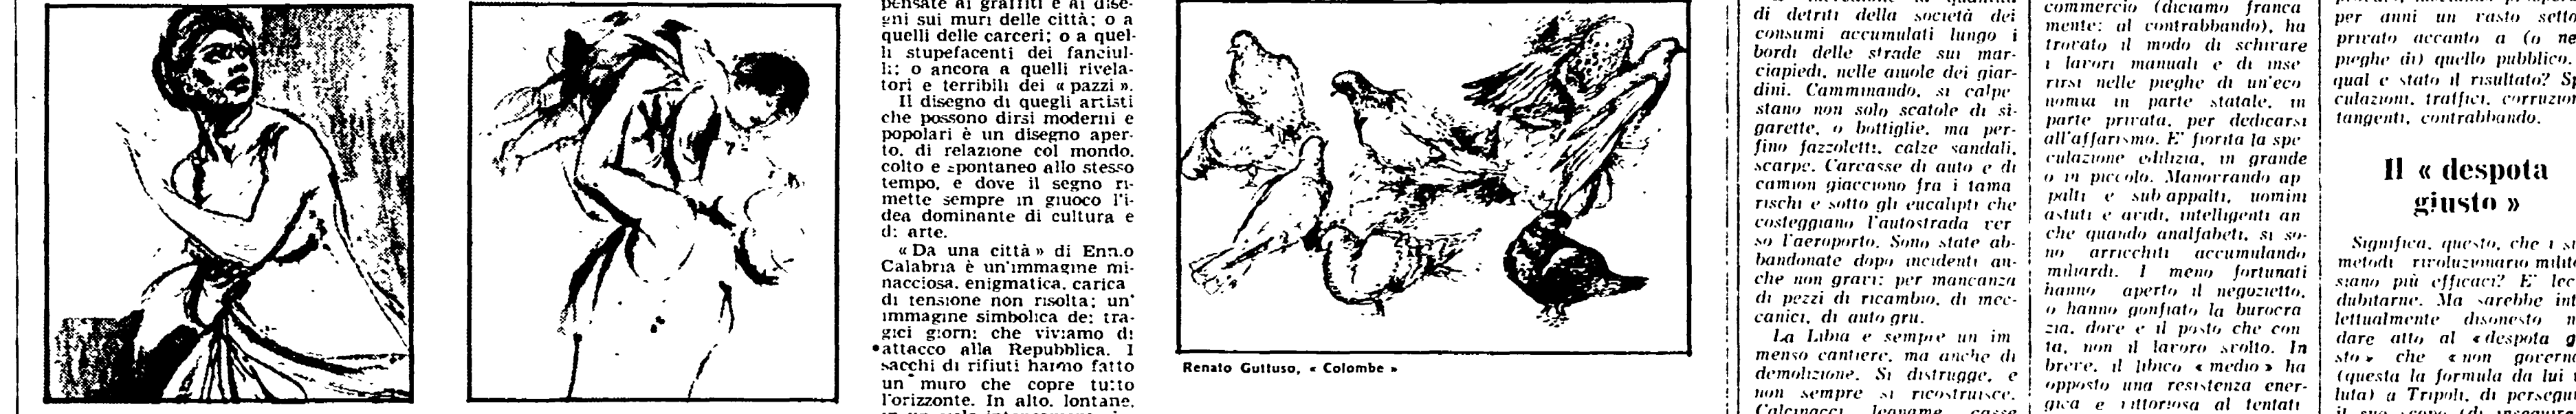 pensate ai graffiti e ai dise-
gni sui muri delle città; o a
quelli delle carceri; o a quel-
li stupefacenti dei fanciul-
li; o ancora a quelli rivela-
tori e terribili dei « pazzi ».
Il disegno di quegli artisti
che possono dirsi moderni e
popolari è un disegno aper-
to, di relazione col mondo,
colto e spontaneo allo stesso
tempo, e dove il segno ri-
mette sempre in giuoco l'i-
dea dominante di cultura e
di arte.
« Da una città » di Ennio
Calabria è un'immagine mi-
nacciosa, enigmatica, carica
di tensione non risolta; un'
immagine simbolica dei tra-
gici giorni che viviamo di
attacco alla Repubblica. I
sacchi di rifiuti hanno fatto
un muro che copre tutto
l'orizzonte. In alto, lontane,
Renato Guttuso, « Colombe »
di detriti della società dei
consumi accumulati lungo i
bordi delle strade sui mar-
ciapiedi, nelle aiuole dei giar-
dini. Camminando, si calpe
stano non solo scatole di si-
garette, o bottiglie, ma per-
fino fazzoletti, calze sandali,
scarpe. Carcasse di auto e di
camion giacciono fra i tama
rischi e sotto gli eucalipti che
costeggiano l'autostrada ver
so l'aeroporto. Sono state ab-
bandonate dopo incidenti an-
che non gravi: per mancanza
di pezzi di ricambio, di mec-
canici, di auto gru.
La Libia è sempre un im
menso cantiere, ma anche di
demolizione. Si distrugge, e
non sempre si ricostruisce.
Calcinacci, legname, casse
commercio (diciamo franca
mente: al contrabbando), ha
trovato il modo di schivare
i lavori manuali e di inse
rirsi nelle pieghe di un'eco
nomia in parte statale, in
parte privata, per dedicarsi
all'affarismo. E' fiorita la spe
culazione edilizia, in grande
o in piccolo. Manovrando ap
palti e sub appalti, uomini
astuti e avidi, intelligenti an
che quando analfabeti, si so-
no arricchiti accumulando
miliardi. I meno fortunati
hanno aperto il negozietto,
o hanno gonfiato la burocra
zia, dove è il posto che con
ta, non il lavoro svolto. In
breve, il libico « medio » ha
opposto una resistenza ener-
gica e vittoriosa al tentati
per anni un vasto setto
privato accanto a (o ne
pieghe di) quello pubblico.
qual è stato il risultato? Sp
culazioni, traffici, corruzion
tangenti, contrabbando.
Il « despota
giusto »
Significa, questo, che i si
metodi rivoluzionario milit
siano più efficaci? E' lec
dubitarne. Ma sarebbe int
lettualmente disonesto n
dare atto al « despota g
sto » che « non govern
(questa la formula da lui
luta) a Tripoli, di persegu